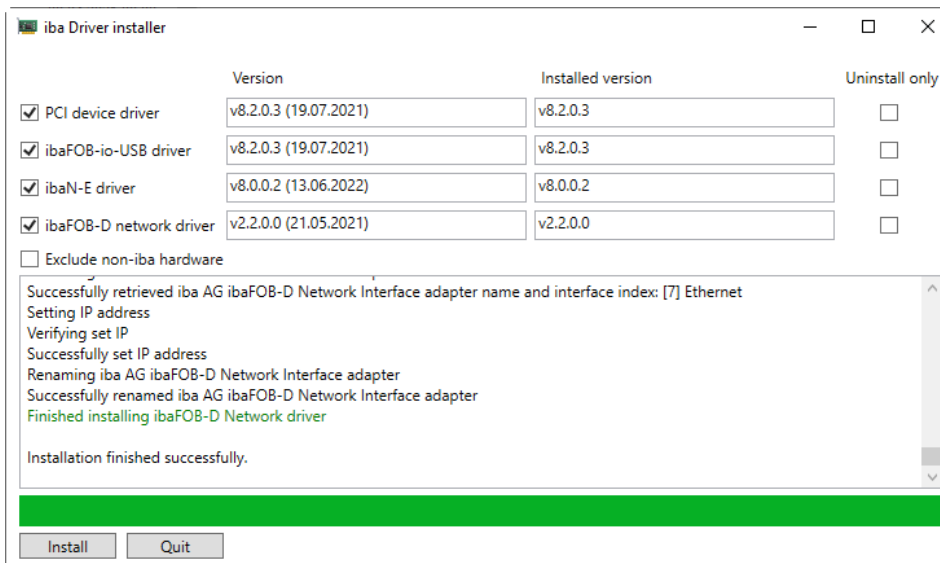 iba Driver installer
Version Installed version Uninstall only
PCI device driver v8.2.0.3 (19.07.2021) v8.2.0.3
ibaFOB-io-USB driver v8.2.0.3 (19.07.2021) v8.2.0.3
ibaN-E driver v8.0.0.2 (13.06.2022) v8.0.0.2
ibaFOB-D network driver v2.2.0.0 (21.05.2021) v2.2.0.0
Exclude non-iba hardware
Successfully retrieved iba AG ibaFOB-D Network Interface adapter name and interface index: [7] Ethernet
Setting IP address
Verifying set IP
Successfully set IP address
Renaming iba AG ibaFOB-D Network Interface adapter
Successfully renamed iba AG ibaFOB-D Network Interface adapter
Finished installing ibaFOB-D Network driver
Installation finished successfully.
Install Quit